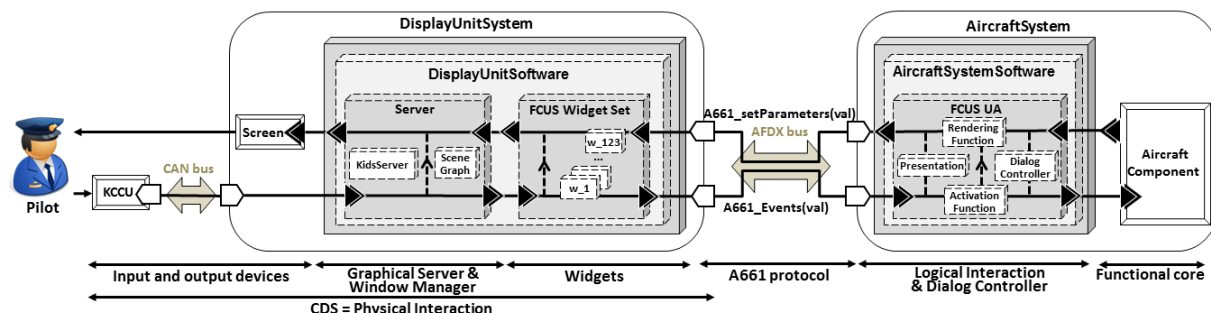 DisplayUnitSystem
AircraftSystem
DisplayUnitSoftware
AircraftSystemSoftware
Server
FCUS Widget Set
A661_setParameters(val)
FCUS UA
Screen
w_123
AFDX bus
Rendering
Function
CAN bus
KidsServer
Scene
Graph
...
Presentation
Dialog
Controller
Aircraft
Component
w_1
KCCU
Activation
Function
Pilot
A661_Events(val)
Input and output devices
Graphical Server &
Window Manager
Widgets
A661 protocol
Logical Interaction
& Dialog Controller
Functional core
CDS = Physical Interaction